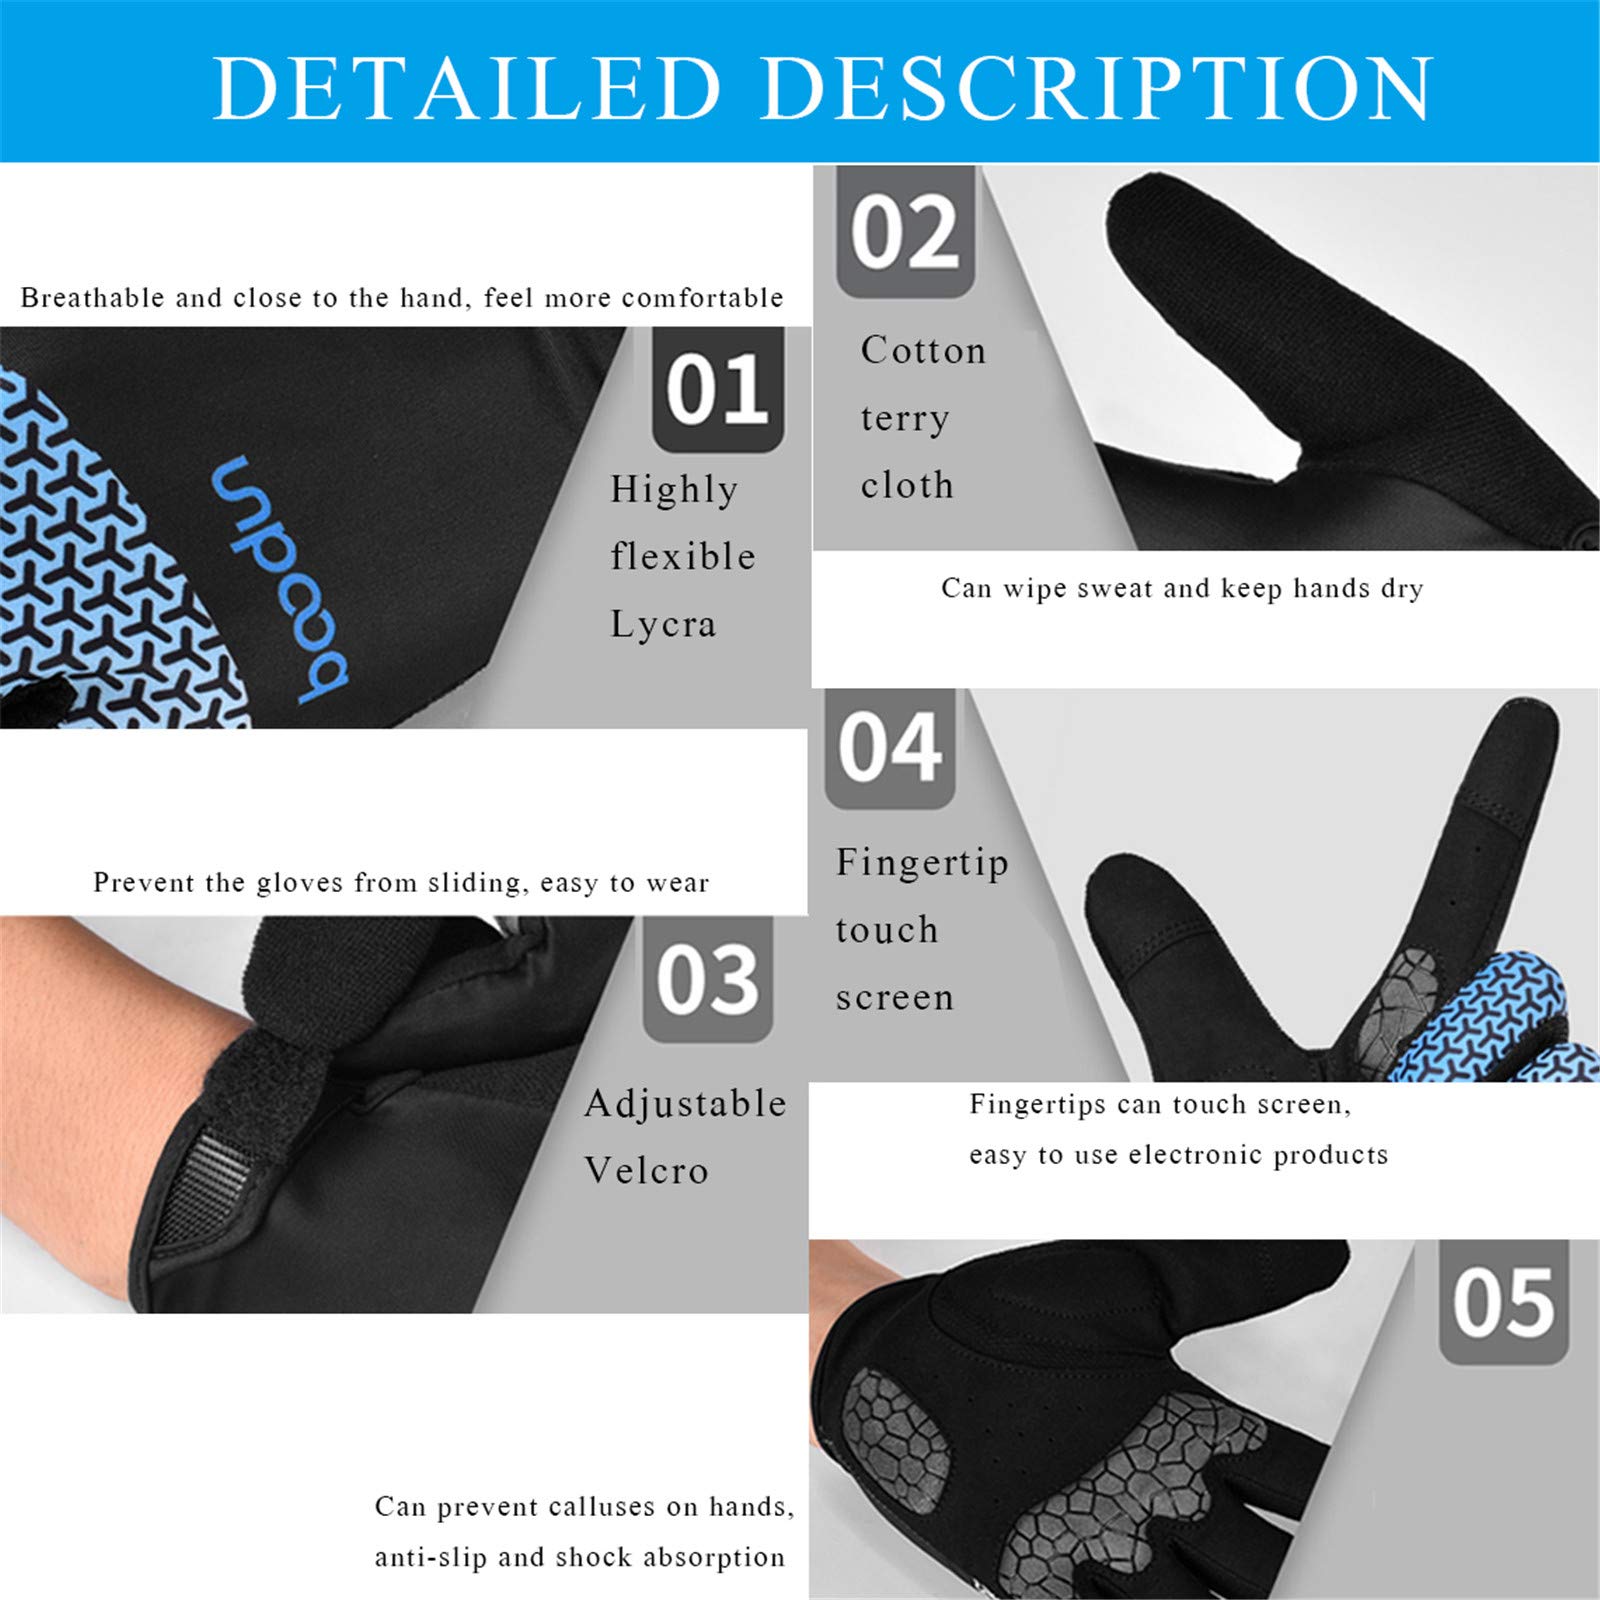 DETAILED DESCRIPTION
Breathable and close to the hand, feel more comfortable
01
Highly
flexible
Lycra
boodun
02
Cotton
terry
cloth
Can wipe sweat and keep hands dry
Prevent the gloves from sliding, easy to wear
03
Adjustable
Velcro
04
Fingertip
touch
screen
Fingertips can touch screen,
easy to use electronic products
05
Can prevent calluses on hands,
anti-slip and shock absorption